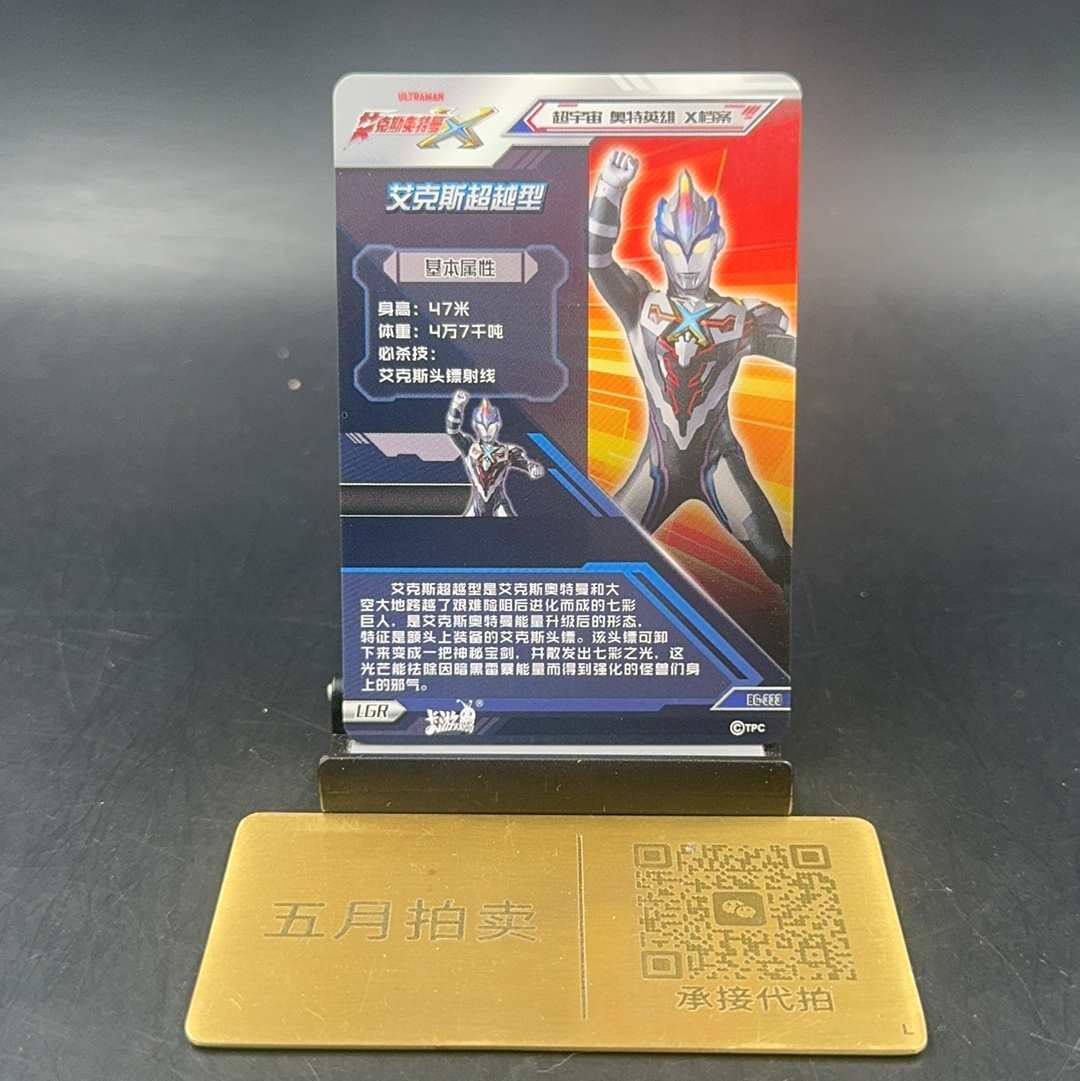 ULTRAMAN
艾克斯奥特曼X
超宇宙 奥特英雄 X档案
艾克斯超越型
基本属性
身高：47米
体重：4万7千吨
必杀技：
艾克斯头镖射线
艾克斯超越型是艾克斯奥特曼和大
空大地跨越了艰难险阻后进化而成的七彩
巨人，是艾克斯奥特曼能量升级后的形态，
特征是额头上装备的艾克斯头镖。该头镖可卸
下来变成一把神秘宝剑，并散发出七彩之光，这
光芒能祛除因暗黑雷暴能量而得到强化的怪兽们身
上的邪气。
BG-333
LGR
卡游
®
©TPC
五月拍卖
承接代拍
L